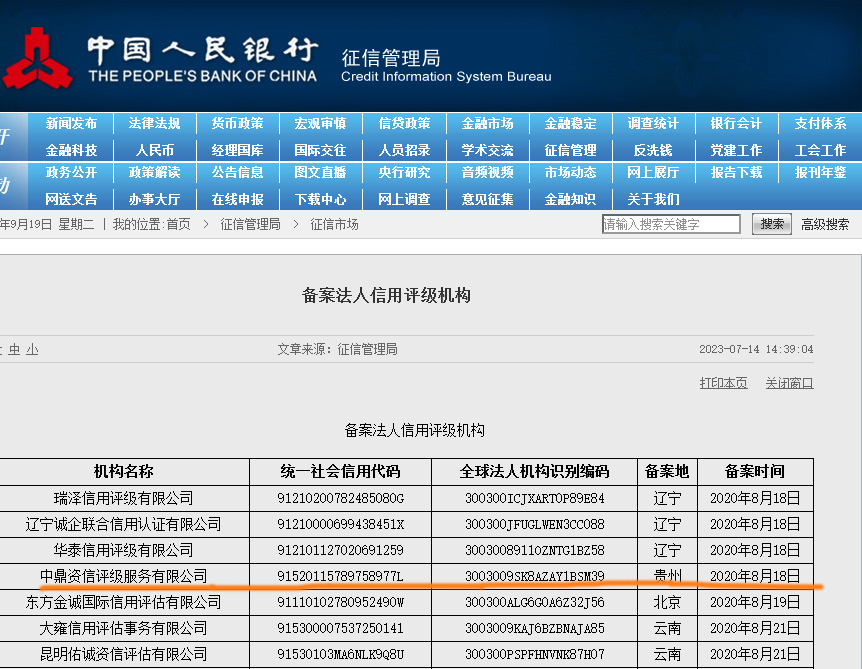 中国人民银行 征信管理局
THE PEOPLE'S BANK OF CHINA Credit Information System Bureau
新闻发布 法律法规 货币政策 宏观审慎 信贷政策 金融市场 金融稳定 调查统计 银行会计 支付体系
金融科技 人民币 经理国库 国际交往 人员招录 学术交流 征信管理 反洗钱 党建工作 工会工作
政务公开 政策解读 公告信息 图文直播 央行研究 音频视频 市场动态 网上展厅 报告下载 报刊年鉴
网送文告 办事大厅 在线申报 下载中心 网上调查 意见征集 金融知识 关于我们
年9月19日 星期二 | 我的位置:首页 > 征信管理局 > 征信市场 请输入搜索关键字 搜索 高级搜索
备案法人信用评级机构
中 小 文章来源: 征信管理局 2023-07-14 14:39:04
打印本页 关闭窗口
备案法人信用评级机构
机构名称 统一社会信用代码 全球法人机构识别编码 备案地 备案时间
瑞泽信用评级有限公司 91210200782485080G 300300ICJXARTOP89E84 辽宁 2020年8月18日
辽宁诚企联合信用认证有限公司 91210000699438451X 300300JFUGLWEN3CC088 辽宁 2020年8月18日
华泰信用评级有限公司 912101127020691259 3003008911OZNTG1BZ58 辽宁 2020年8月18日
中鼎资信评级服务有限公司 91520115789758977L 3003009SK8AZAY1BSM39 贵州 2020年8月18日
东方金诚国际信用评估有限公司 91110102780952490W 300300ALG6G0A6Z32J56 北京 2020年8月19日
大雍信用评估事务有限公司 915300007537250141 3003009KAJ6BZBNAJA85 云南 2020年8月21日
昆明佑诚资信评估有限公司 91530103MA6NLK9Q8U 300300PSPFHNVNK87H07 云南 2020年8月21日